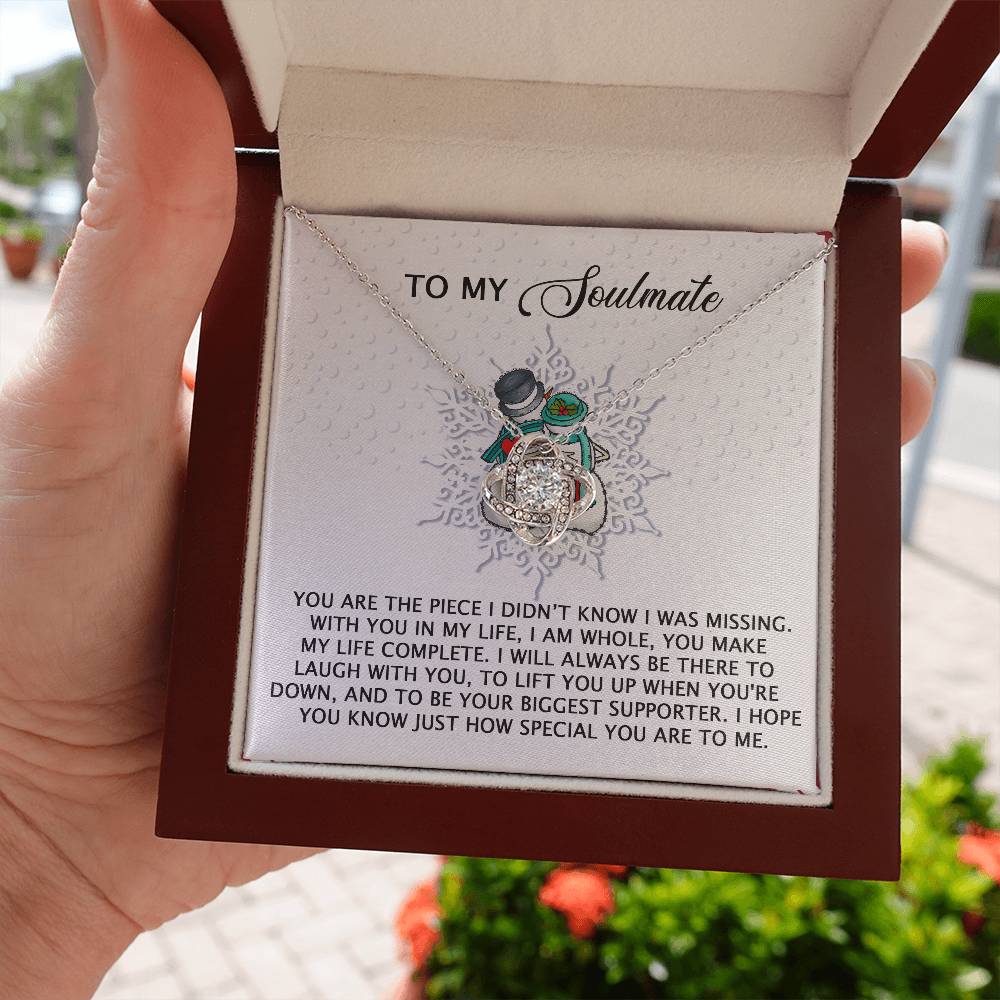 TO MY Soulmate
YOU ARE THE PIECE I DIDN'T KNOW I WAS MISSING.
WITH YOU IN MY LIFE, I AM WHOLE, YOU MAKE
MY LIFE COMPLETE. I WILL ALWAYS BE THERE TO
LAUGH WITH YOU, TO LIFT YOU UP WHEN YOU'RE
DOWN, AND TO BE YOUR BIGGEST SUPPORTER. I HOPE
YOU KNOW JUST HOW SPECIAL YOU ARE TO ME.